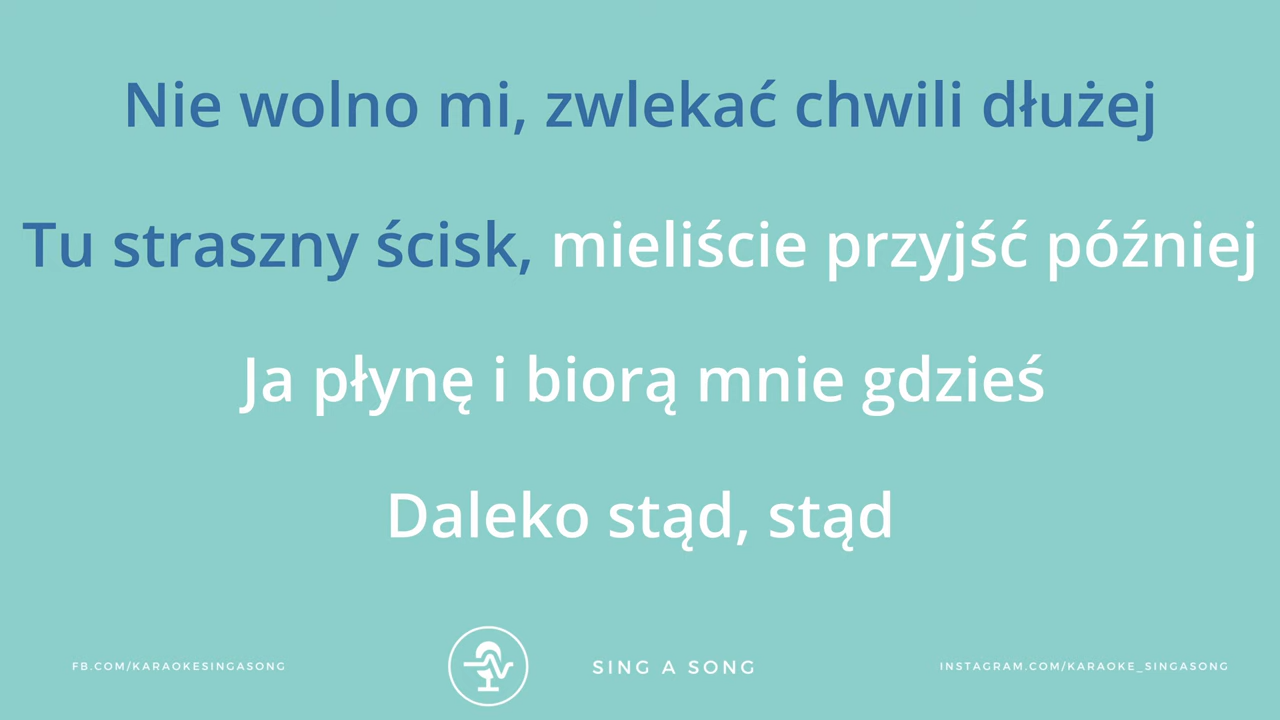 Nie wolno mi, zwlekać chwili dłużej
Tu straszny ścisk, mieliście przyjść później
Ja płynę i biorą mnie gdzieś
Daleko stąd, stąd
FB.COM/KARAOKESINGASONG
SING A SONG
INSTAGRAM.COM/KARAOKE_SINGASONG